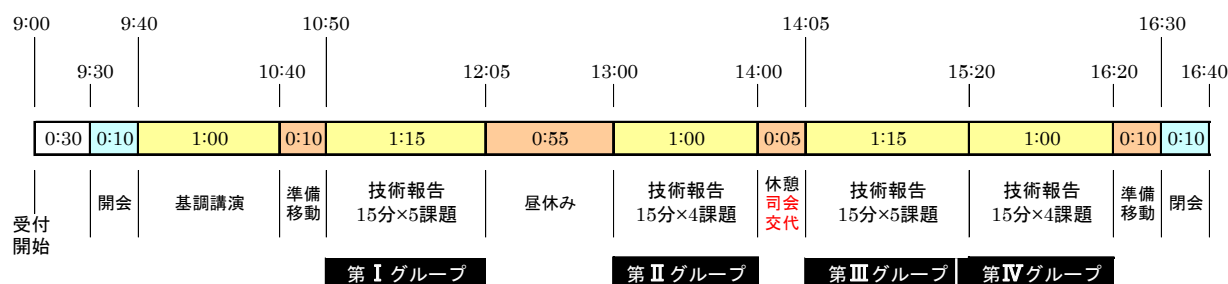 9:00 9:40 10:50 14:05 16:30
9:30 10:40 12:05 13:00 14:00 15:20 16:20 16:40
0:30 0:10 1:00 0:10 1:15 0:55 1:00 0:05 1:15 1:00 0:10 0:10
受付
開始
開会
基調講演
準備
移動
技術報告
15分×5課題
昼休み
技術報告
15分×4課題
休憩
司会
交代
技術報告
15分×5課題
技術報告
15分×4課題
準備
移動
閉会
第Ⅰグループ 第Ⅱグループ 第Ⅲグループ 第Ⅳグループ